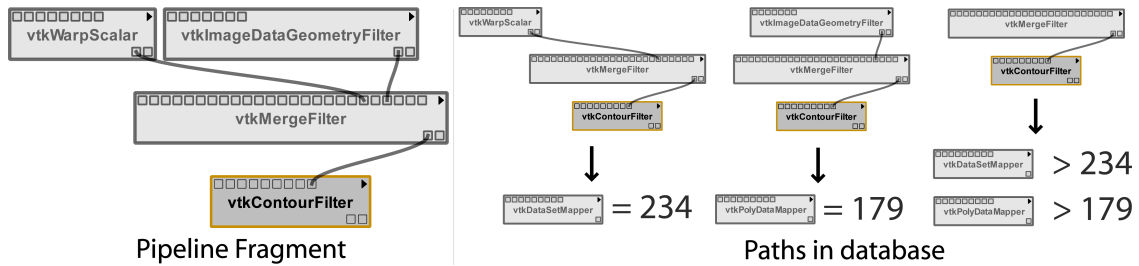 vtkWarpScalar
vtkImageDataGeometryFilter
vtkMergeFilter
vtkContourFilter
Pipeline Fragment
vtkWarpScalar
vtkMergeFilter
vtkContourFilter
vtkDataSetMapper = 234
vtkImageDataGeometryFilter
vtkMergeFilter
vtkContourFilter
vtkPolyDataMapper = 179
vtkMergeFilter
vtkContourFilter
vtkDataSetMapper > 234
vtkPolyDataMapper > 179
Paths in database